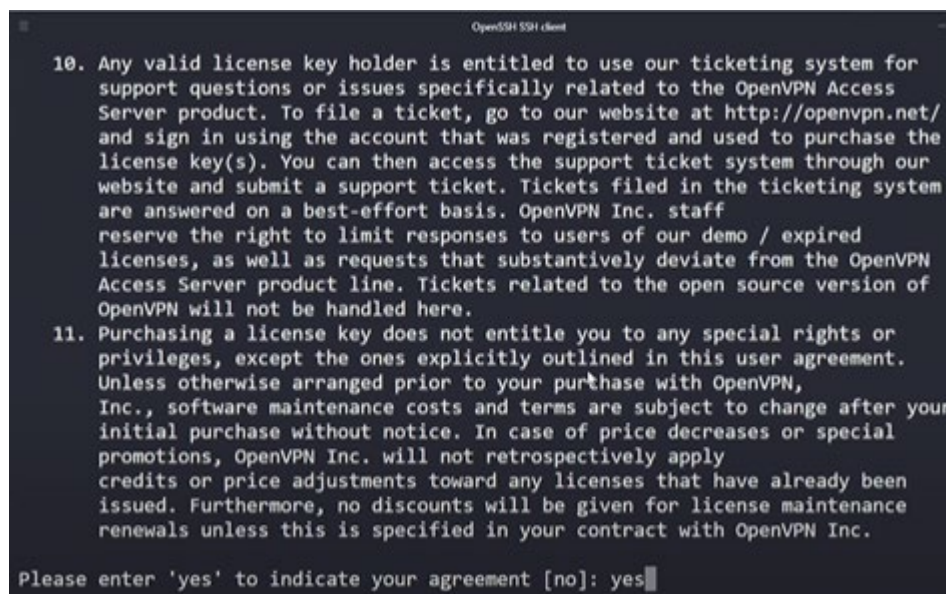 OpenSSH SSH client
10. Any valid license key holder is entitled to use our ticketing system for
support questions or issues specifically related to the OpenVPN Access
Server product. To file a ticket, go to our website at http://openvpn.net/
and sign in using the account that was registered and used to purchase the
license key(s). You can then access the support ticket system through our
website and submit a support ticket. Tickets filed in the ticketing system
are answered on a best-effort basis. OpenVPN Inc. staff
reserve the right to limit responses to users of our demo / expired
licenses, as well as requests that substantively deviate from the OpenVPN
Access Server product line. Tickets related to the open source version of
OpenVPN will not be handled here.
11. Purchasing a license key does not entitle you to any special rights or
privileges, except the ones explicitly outlined in this user agreement.
Unless otherwise arranged prior to your purchase with OpenVPN,
Inc., software maintenance costs and terms are subject to change after your
initial purchase without notice. In case of price decreases or special
promotions, OpenVPN Inc. will not retrospectively apply
credits or price adjustments toward any licenses that have already been
issued. Furthermore, no discounts will be given for license maintenance
renewals unless this is specified in your contract with OpenVPN Inc.
Please enter 'yes' to indicate your agreement [no]: yes